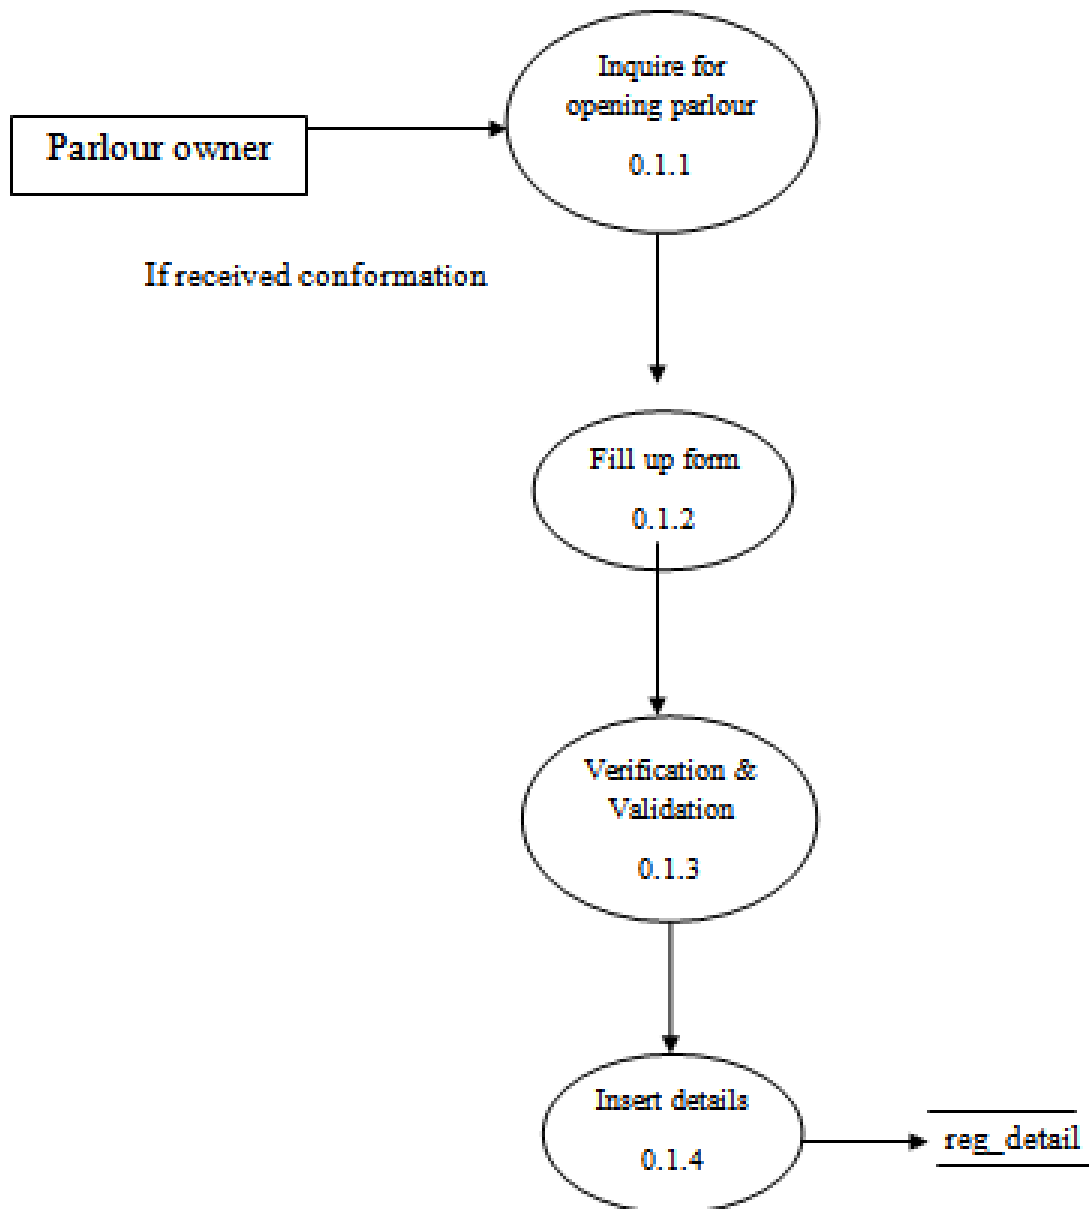 Inquire for
opening parlour
0.1.1
Parlour owner
If received conformation
Fill up form
0.1.2
Verification &
Validation
0.1.3
Insert details
0.1.4
reg_detail